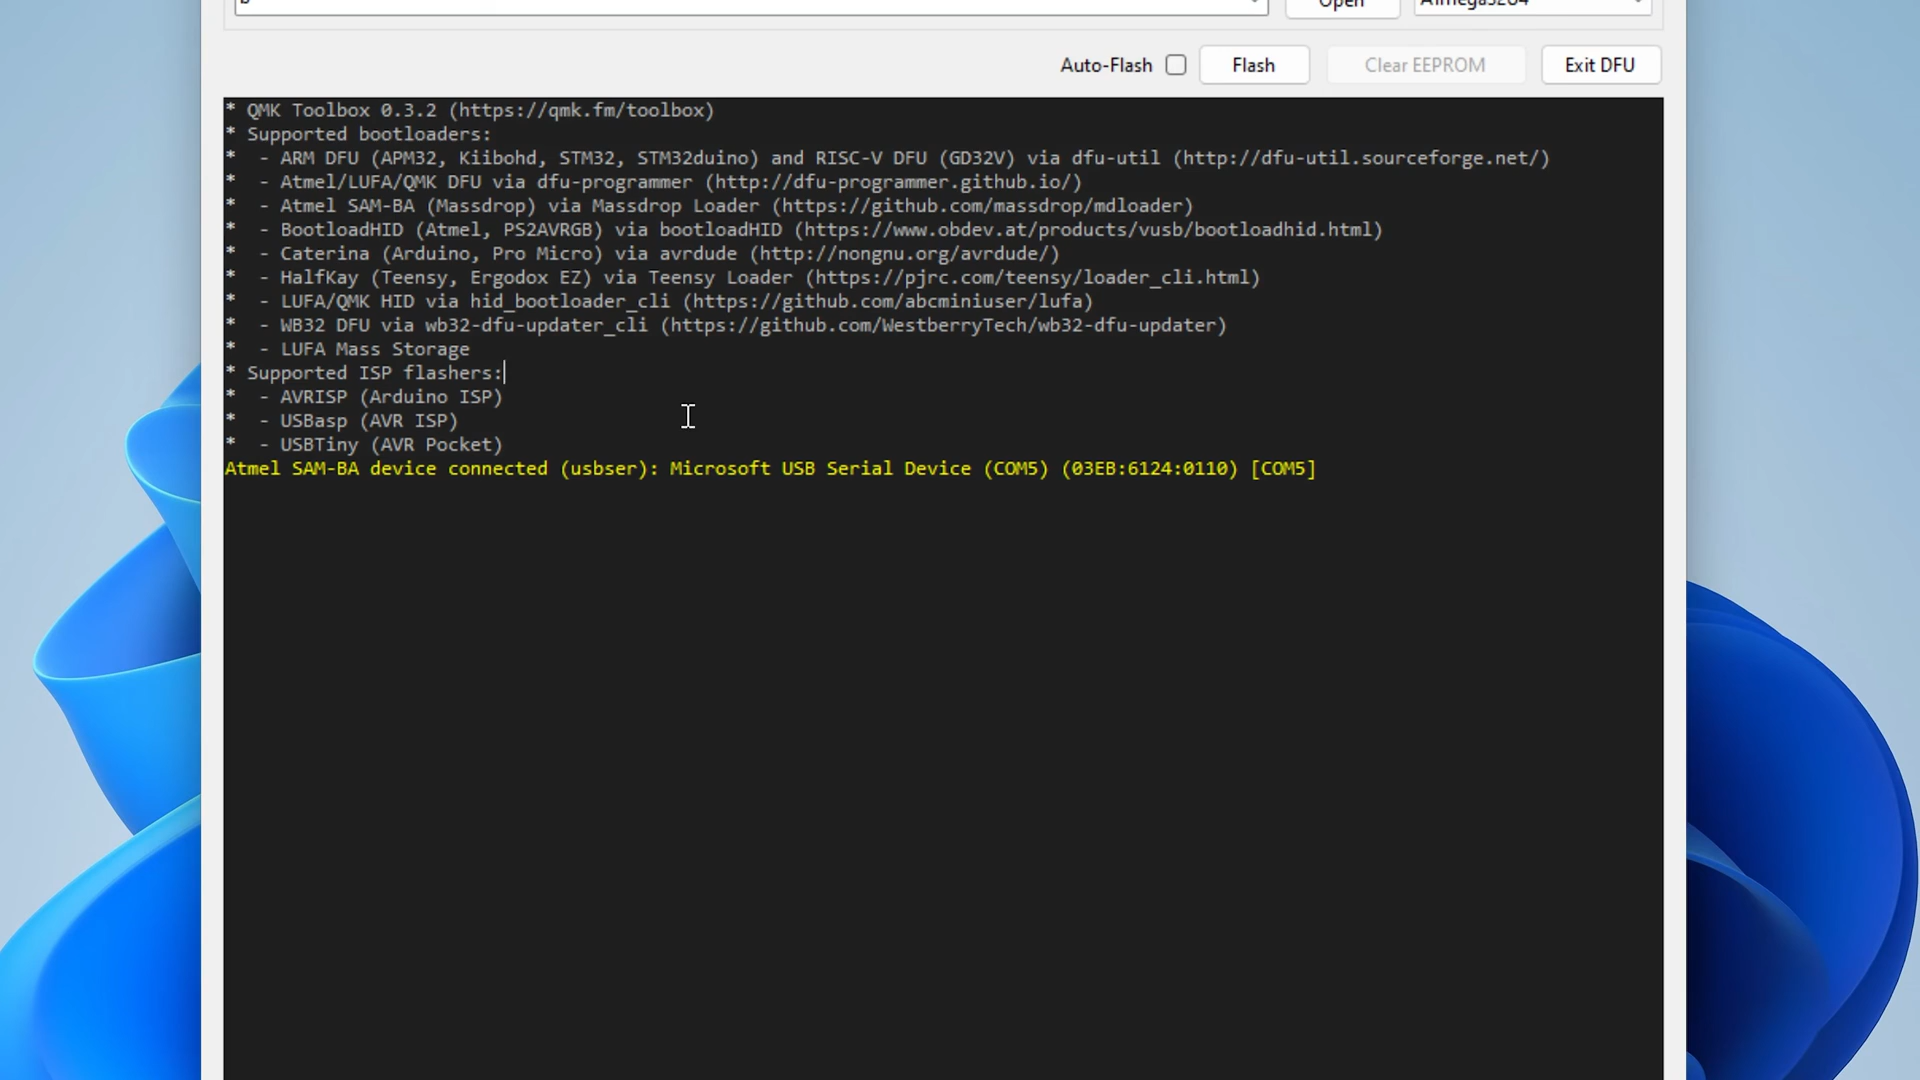 Open
Auto-Flash Flash Clear EEPROM Exit DFU
* QMK Toolbox 0.3.2 (https://qmk.fm/toolbox)
* Supported bootloaders:
*  - ARM DFU (APM32, Kiibohd, STM32, STM32duino) and RISC-V DFU (GD32V) via dfu-util (http://dfu-util.sourceforge.net/)
*  - Atmel/LUFA/QMK DFU via dfu-programmer (http://dfu-programmer.github.io/)
*  - Atmel SAM-BA (Massdrop) via Massdrop Loader (https://github.com/massdrop/mdloader)
*  - BootloadHID (Atmel, PS2AVRGB) via bootloadHID (https://www.obdev.at/products/vusb/bootloadhid.html)
*  - Caterina (Arduino, Pro Micro) via avrdude (http://nongnu.org/avrdude/)
*  - HalfKay (Teensy, Ergodox EZ) via Teensy Loader (https://pjrc.com/teensy/loader_cli.html)
*  - LUFA/QMK HID via hid_bootloader_cli (https://github.com/abcminiuser/lufa)
*  - WB32 DFU via wb32-dfu-updater_cli (https://github.com/WestberryTech/wb32-dfu-updater)
*  - LUFA Mass Storage
* Supported ISP flashers:
*  - AVRISP (Arduino ISP)
*  - USBasp (AVR ISP)
*  - USBTiny (AVR Pocket)
Atmel SAM-BA device connected (usbser): Microsoft USB Serial Device (COM5) (03EB:6124:0110) [COM5]